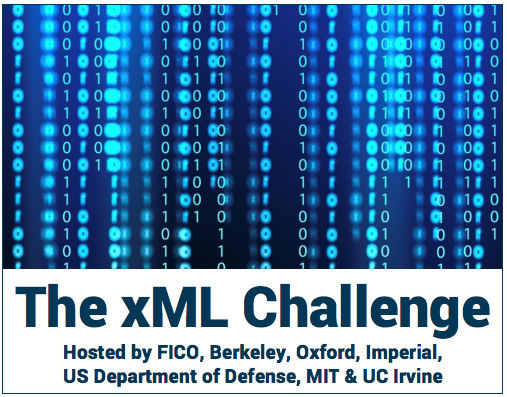 The xML Challenge
Hosted by FICO, Berkeley, Oxford, Imperial,
US Department of Defense, MIT & UC Irvine